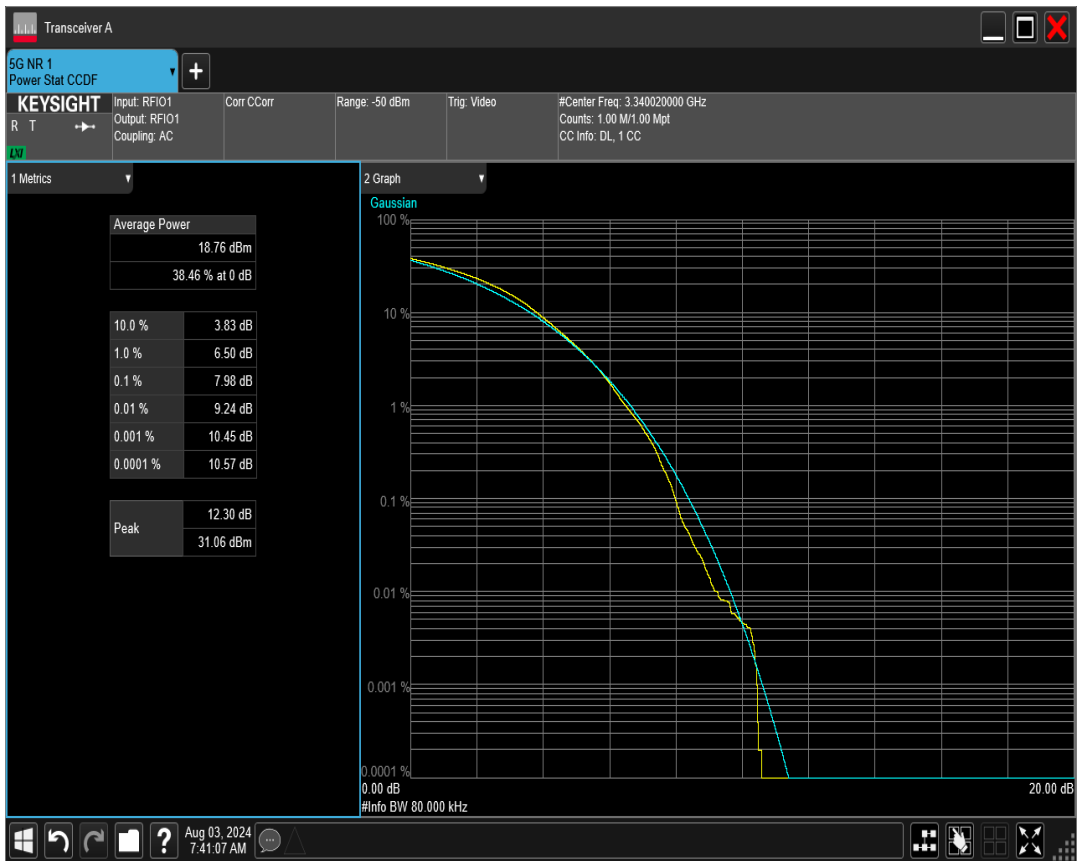 Transceiver A
5G NR 1
Power Stat CCDF
+
KEYSIGHT
R T
LXI
Input: RFIO1
Output: RFIO1
Coupling: AC
Corr CCorr
Range: -50 dBm
Trig: Video
#Center Freq: 3.340020000 GHz
Counts: 1.00 M/1.00 Mpt
CC Info: DL, 1 CC
1 Metrics
Average Power
18.76 dBm
38.46 % at 0 dB
10.0 % 3.83 dB
1.0 % 6.50 dB
0.1 % 7.98 dB
0.01 % 9.24 dB
0.001 % 10.45 dB
0.0001 % 10.57 dB
Peak
12.30 dB
31.06 dBm
2 Graph
Gaussian
100 %
10 %
1 %
0.1 %
0.01 %
0.001 %
0.0001 %
0.00 dB 20.00 dB
#Info BW 80.000 kHz
?
Aug 03, 2024
7:41:07 AM